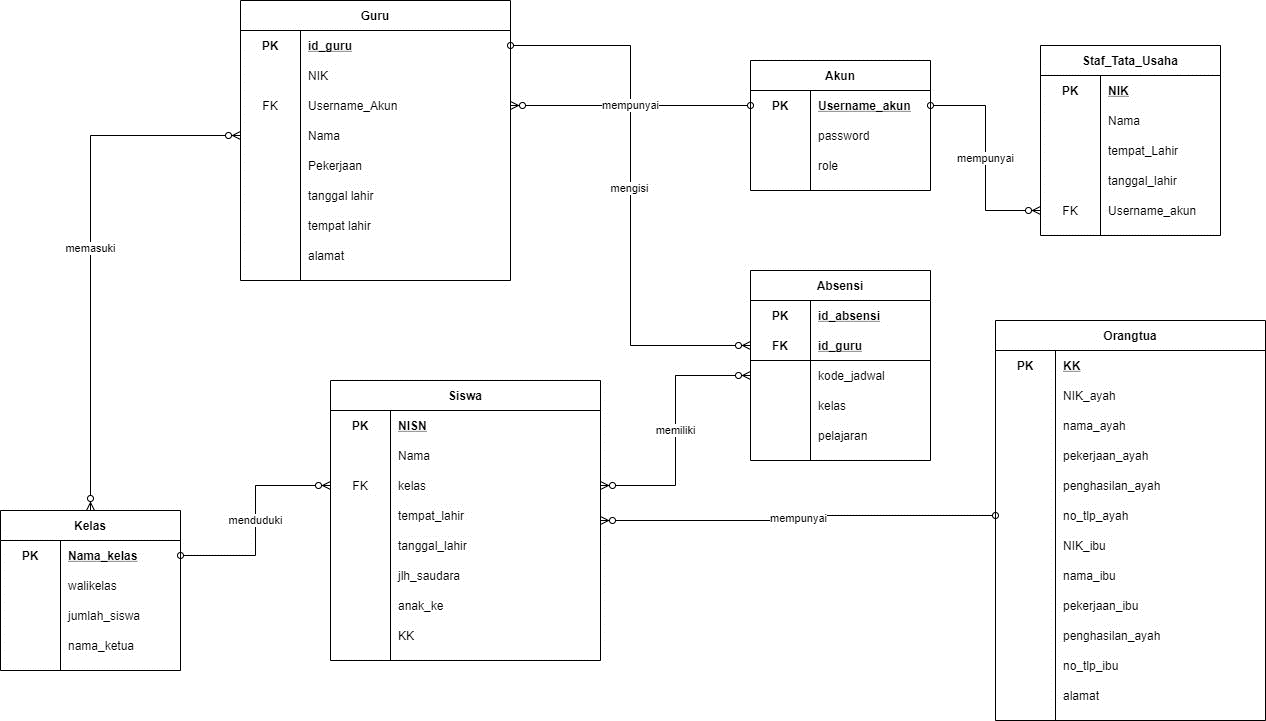 Guru
PK id_guru
NIK
FK Username_Akun
Nama
Pekerjaan
tanggal lahir
tempat lahir
alamat
mempunyai
mengisi
memasuki
Akun
PK Username_akun
password
role
mempunyai
Staf_Tata_Usaha
PK NIK
Nama
tempat_Lahir
tanggal_lahir
FK Username_akun
Absensi
PK id_absensi
FK id_guru
kode_jadwal
kelas
pelajaran
memiliki
Siswa
PK NISN
Nama
FK kelas
tempat_lahir
tanggal_lahir
jlh_saudara
anak_ke
KK
menduduki
mempunyai
Kelas
PK Nama_kelas
walikelas
jumlah_siswa
nama_ketua
Orangtua
PK KK
NIK_ayah
nama_ayah
pekerjaan_ayah
penghasilan_ayah
no_tlp_ayah
NIK_ibu
nama_ibu
pekerjaan_ibu
penghasilan_ayah
no_tlp_ibu
alamat